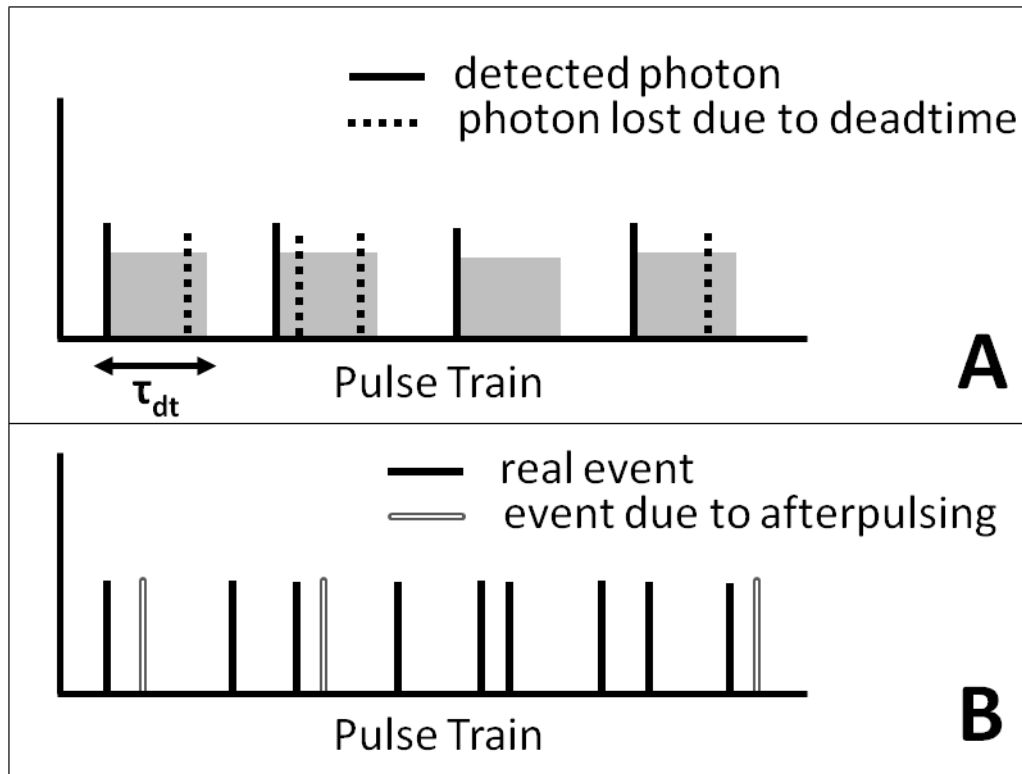 detected photon
photon lost due to deadtime
A
τdt
Pulse Train
real event
event due to afterpulsing
B
Pulse Train